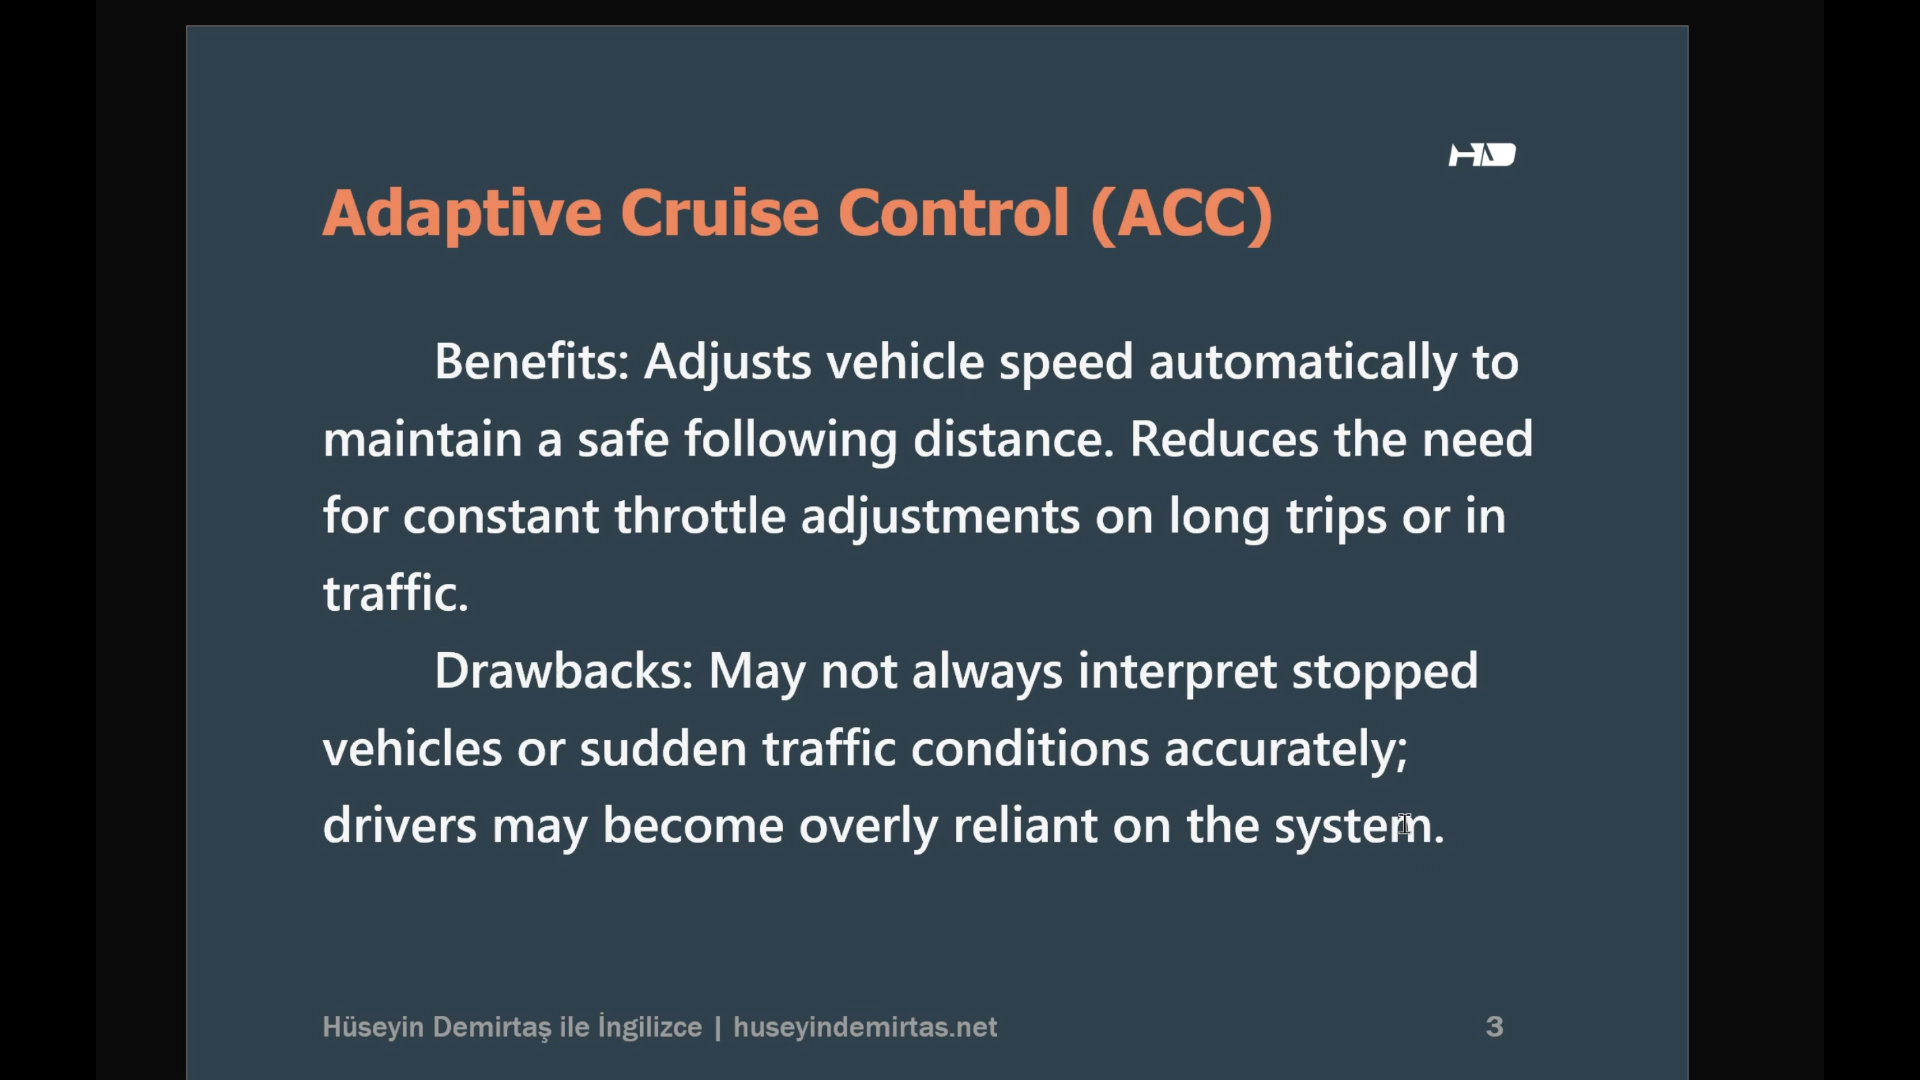 HD
Adaptive Cruise Control (ACC)
Benefits: Adjusts vehicle speed automatically to
maintain a safe following distance. Reduces the need
for constant throttle adjustments on long trips or in
traffic.
Drawbacks: May not always interpret stopped
vehicles or sudden traffic conditions accurately;
drivers may become overly reliant on the system.
Hüseyin Demirtaş ile İngilizce | huseyindemirtas.net
3